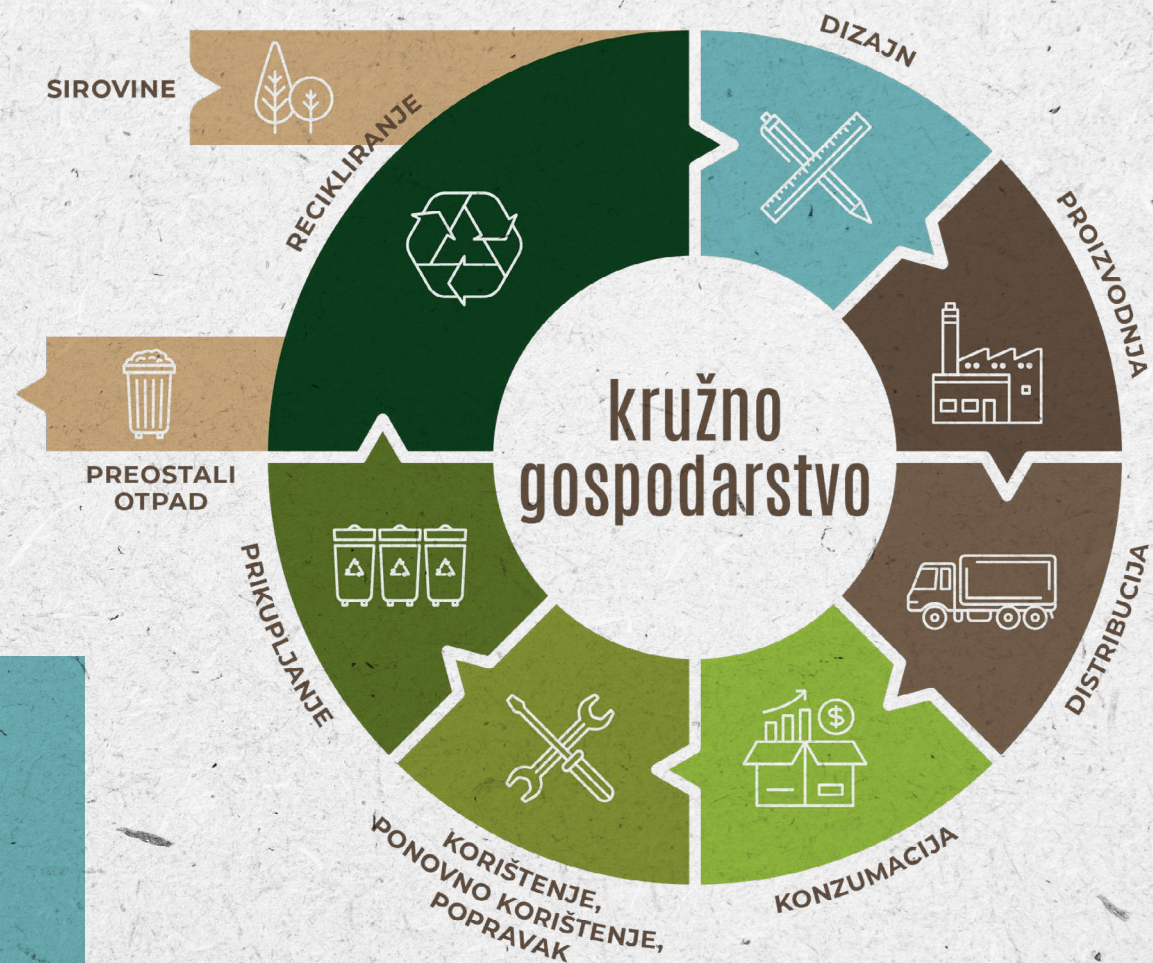 SIROVINE
RECIKLIRANJE
DIZAJN
PROIZVODNJA
DISTRIBUCIJA
KONZUMACIJA
KORIŠTENJE,
PONOVNO KORIŠTENJE,
POPRAVAK
PRIKUPLJANJE
PREOSTALI
OTPAD
kružno
gospodarstvo
$